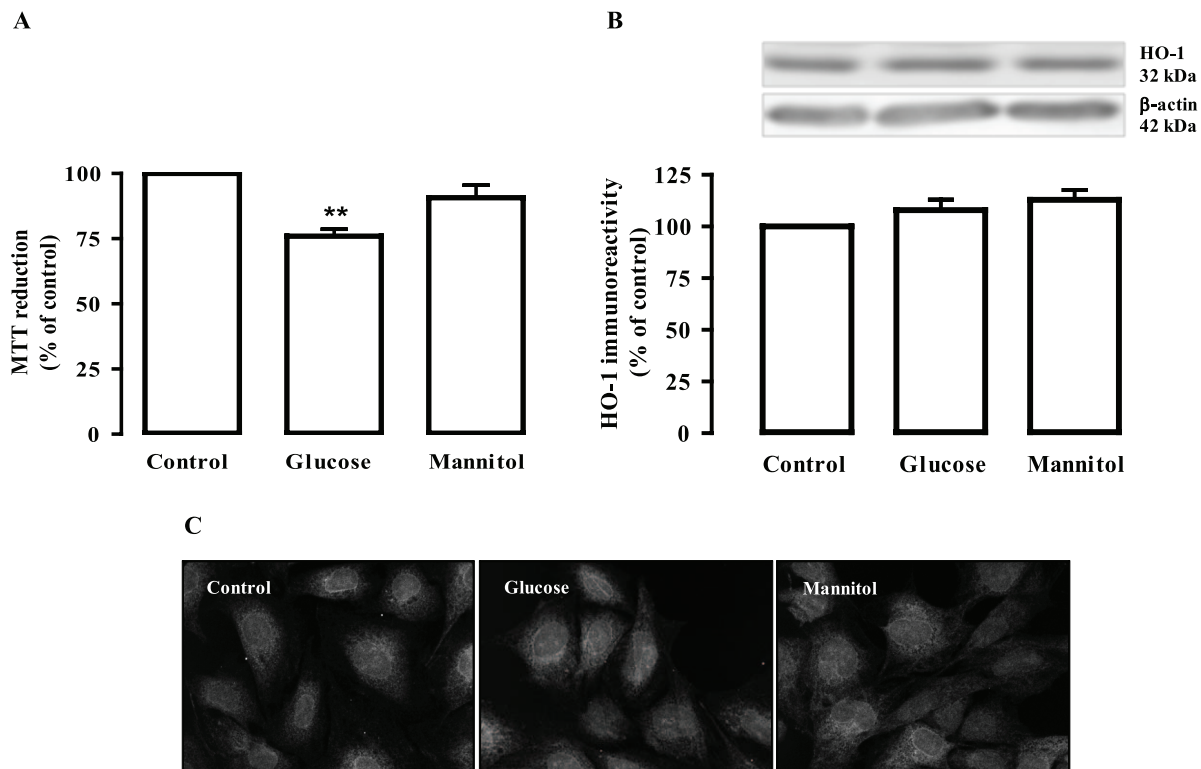 A
B
HO-1
32 kDa
β-actin
42 kDa
MTT reduction
(% of control)
100
75
50
25
0
**
Control
Glucose
Mannitol
HO-1 immunoreactivity
(% of control)
125
100
75
50
25
0
Control
Glucose
Mannitol
C
Control
Glucose
Mannitol